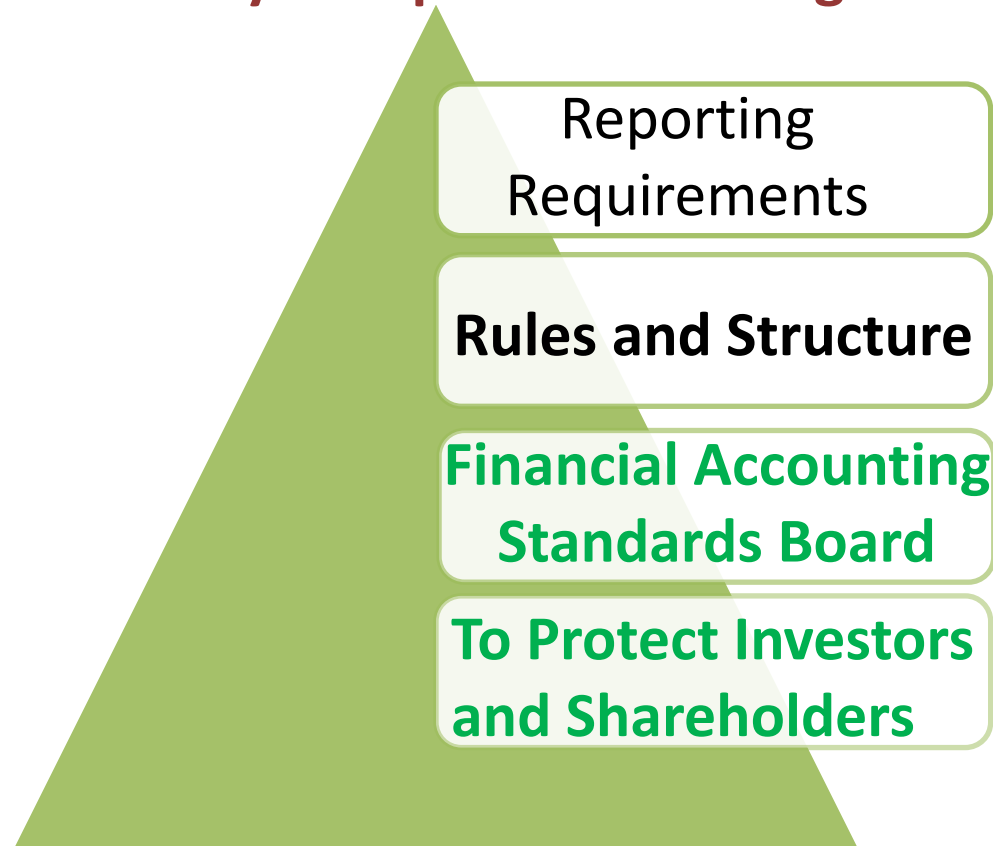 Reporting
Requirements
Rules and Structure
Financial Accounting
Standards Board
To Protect Investors
and Shareholders